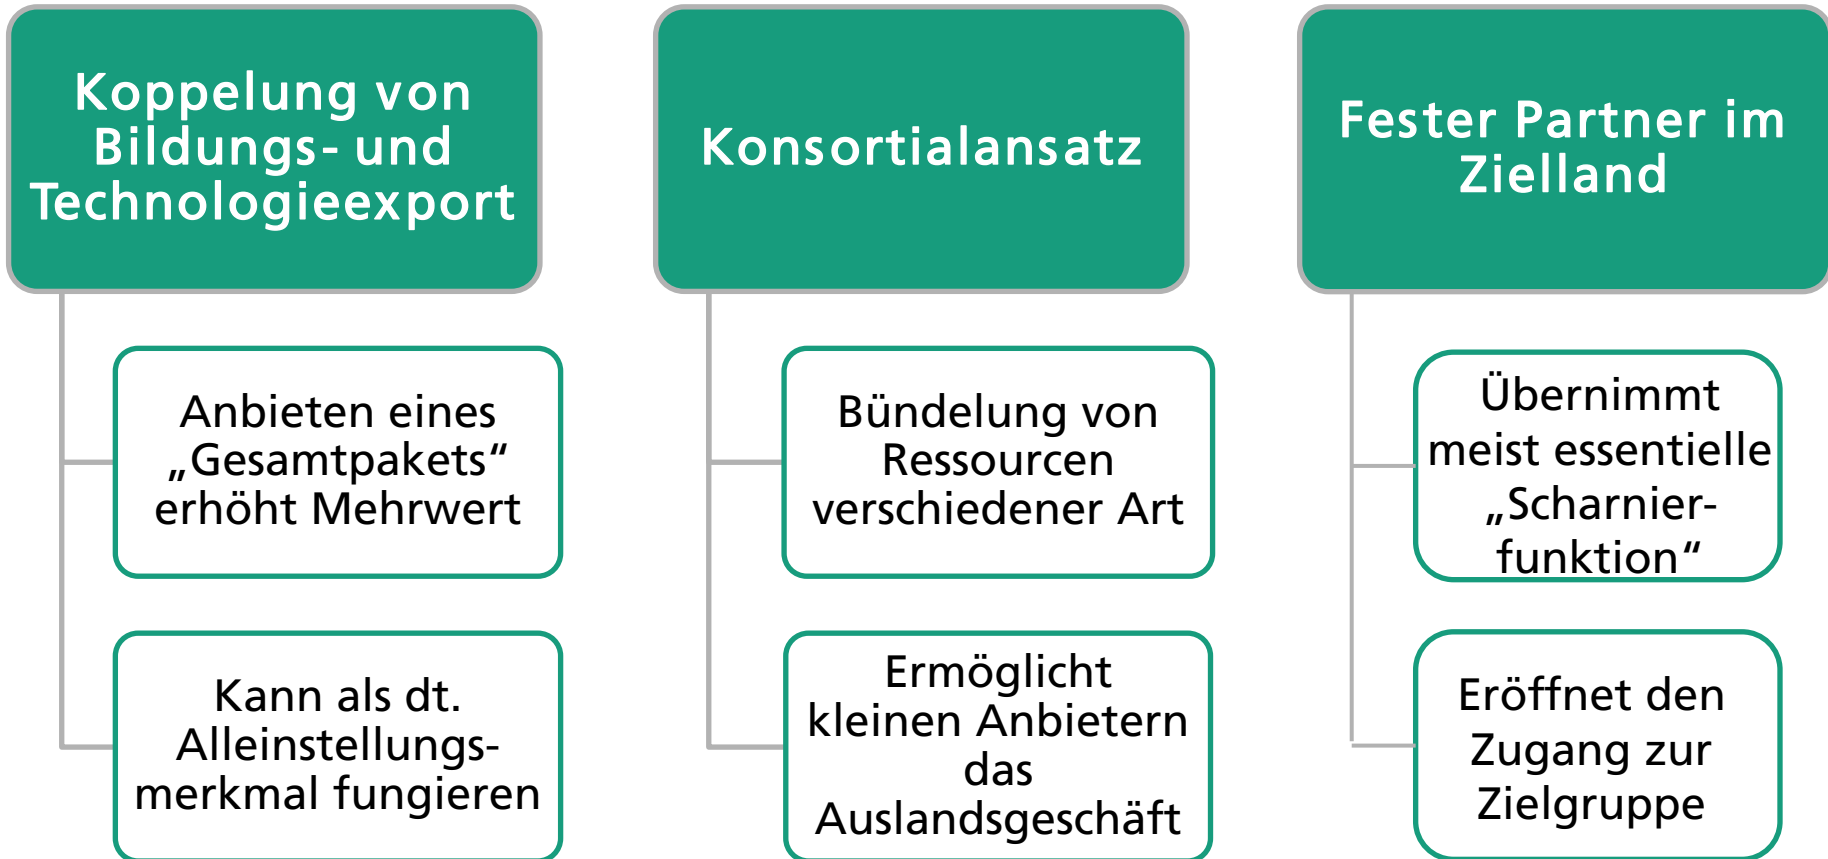 Koppelung von
Bildungs- und
Technologieexport
Anbieten eines
„Gesamtpakets“
erhöht Mehrwert
Kann als dt.
Alleinstellungs-
merkmal fungieren
Konsortialansatz
Bündelung von
Ressourcen
verschiedener Art
Ermöglicht
kleinen Anbietern
das
Auslandsgeschäft
Fester Partner im
Zielland
Übernimmt
meist essentielle
„Scharnier-
funktion“
Eröffnet den
Zugang zur
Zielgruppe